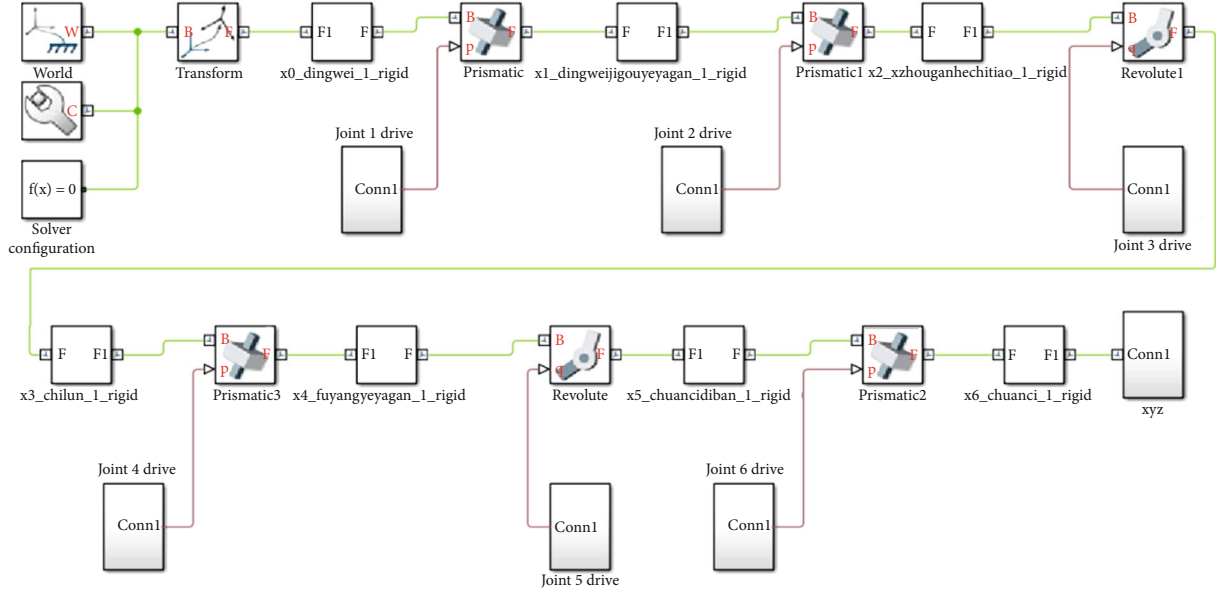 W
B
F
F1
F
B
p
F
F
F1
B
p
F
F
F1
B
q
F
World
Transform
x0_dingwei_1_rigid
Prismatic
x1_dingweijigouyeyagan_1_rigid
Prismatic1
x2_xzhouganhechitiao_1_rigid
Revolute1
C
Joint 1 drive
Joint 2 drive
f(x) = 0
Conn1
Conn1
Conn1
Solver
configuration
Joint 3 drive
F
F1
B
p
F
F1
F
B
q
F
F1
F
B
p
F
F
F1
Conn1
x3_chilun_1_rigid
Prismatic3
x4_fuyangyeyagan_1_rigid
Revolute
x5_chuancidiban_1_rigid
Prismatic2
x6_chuanci_1_rigid
xyz
Joint 4 drive
Joint 6 drive
Conn1
Conn1
Conn1
Joint 5 drive